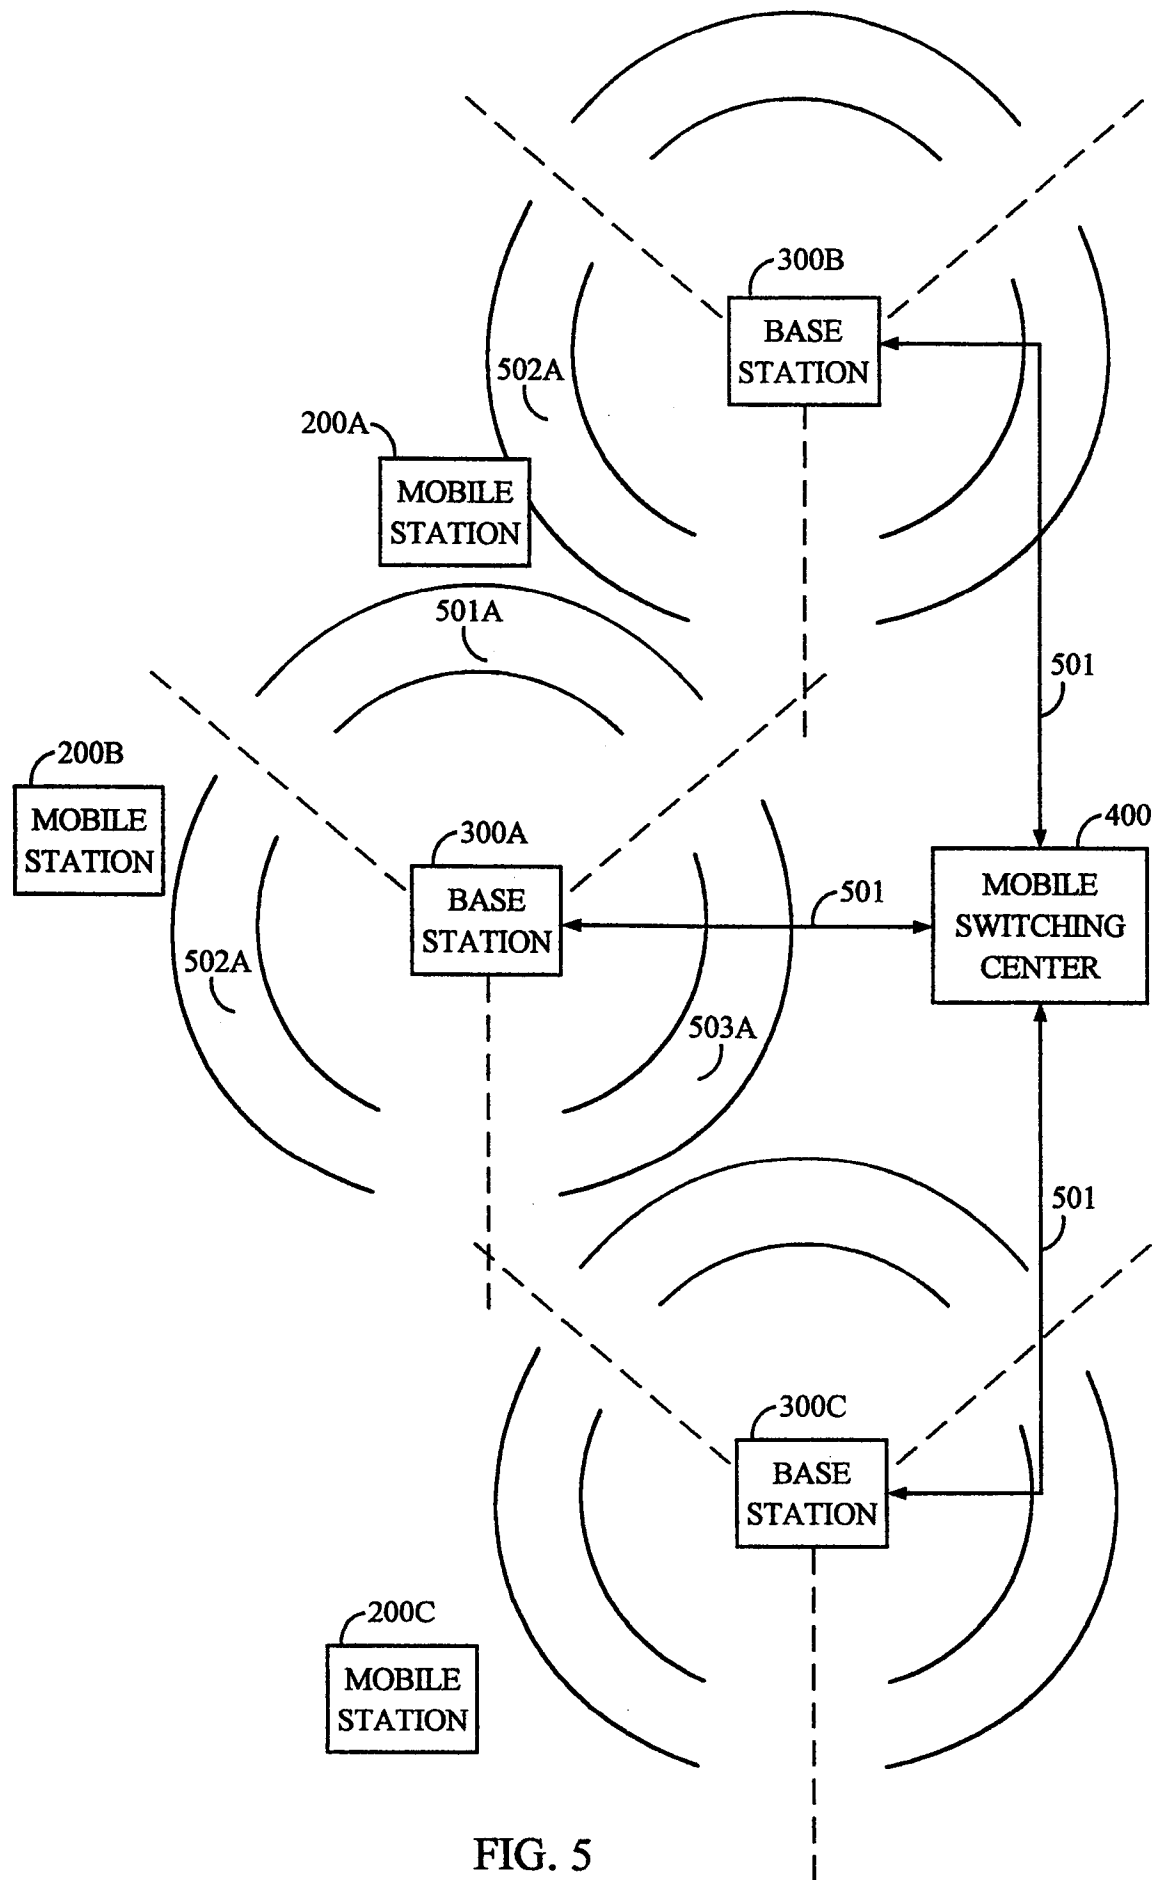 300B
BASE
STATION
502A
200A
MOBILE
STATION
501A
501
200B
MOBILE
STATION
300A
BASE
STATION
501
400
MOBILE
SWITCHING
CENTER
502A
503A
501
300C
BASE
STATION
200C
MOBILE
STATION
FIG. 5